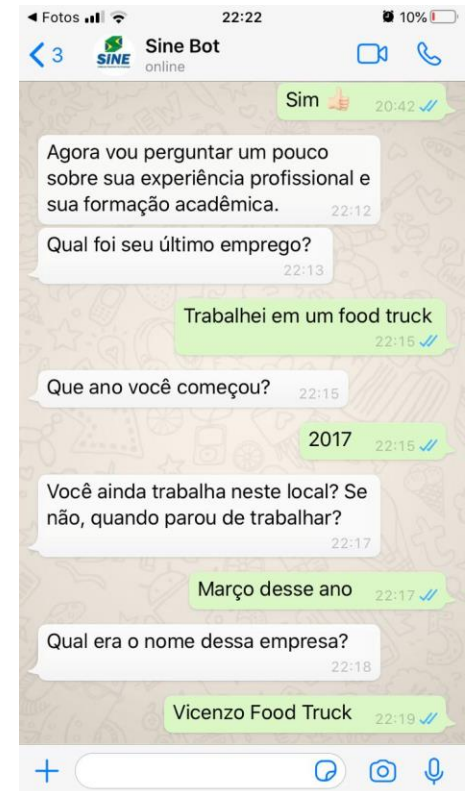 Fotos 22:22 10%
3 SINE Sine Bot
online
Sim 👍🏻 20:42
Agora vou perguntar um pouco
sobre sua experiência profissional e
sua formação acadêmica. 22:12
Qual foi seu último emprego?
22:13
Trabalhei em um food truck
22:15
Que ano você começou? 22:15
2017 22:15
Você ainda trabalha neste local? Se
não, quando parou de trabalhar?
22:17
Março desse ano 22:17
Qual era o nome dessa empresa?
22:18
Vicenzo Food Truck 22:19